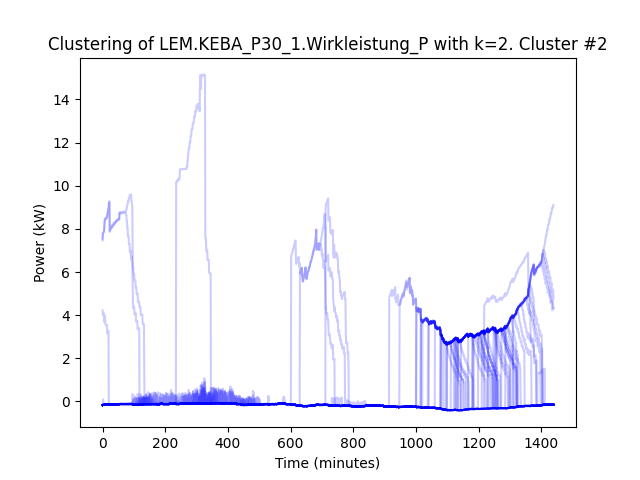 Clustering of LEM.KEBA_P30_1.Wirkleistung_P with k=2. Cluster #2
14
12
10
8
6
4
2
0
Power (kW)
0 200 400 600 800 1000 1200 1400
Time (minutes)